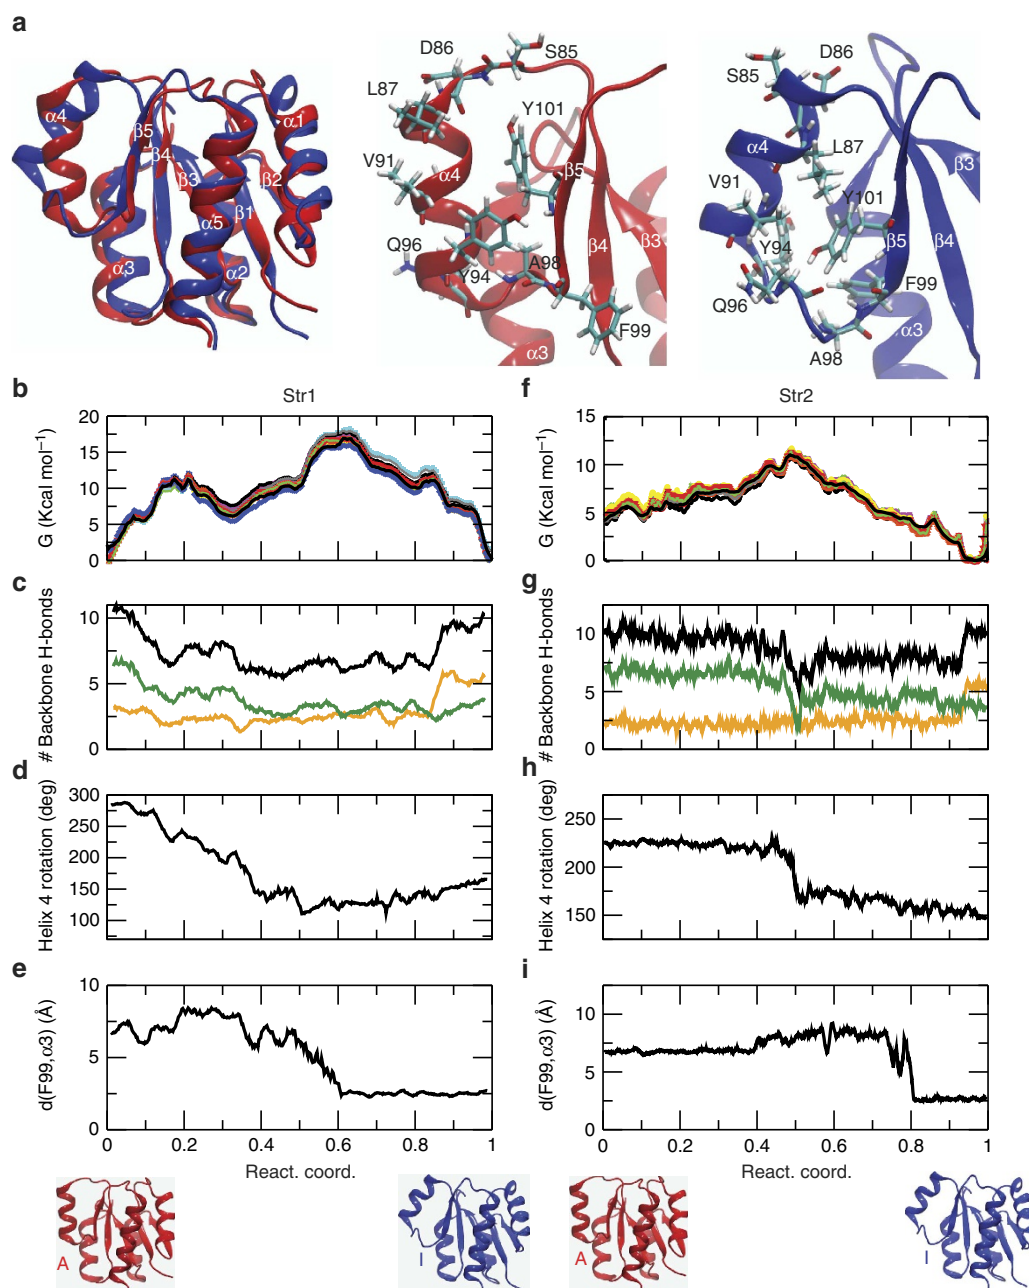 a
α4
β5
β4
β3
α1
β2
β1
α5
α3
α2
D86
S85
L87
Y101
V91
α4
β5
β4
β3
Q96
Y94
A98
F99
α3
D86
S85
α4
L87
β3
V91
Y101
Y94
β5
β4
Q96
F99
A98
α3
b
Str1
G (Kcal mol⁻¹)
20
15
10
5
0
c
# Backbone H-bonds
10
5
0
d
Helix 4 rotation (deg)
300
250
200
150
100
e
d(F99,α3) (Å)
10
5
0
0
0.2
0.4
0.6
0.8
1
React. coord.
f
Str2
G (Kcal mol⁻¹)
15
10
5
0
g
# Backbone H-bonds
10
5
0
h
Helix 4 rotation (deg)
250
200
150
i
d(F99,α3) (Å)
10
5
0
0
0.2
0.4
0.6
0.8
1
React. coord.
A
I
A
I